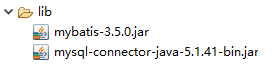 lib
mybatis-3.5.0.jar
mysql-connector-java-5.1.41-bin.jar